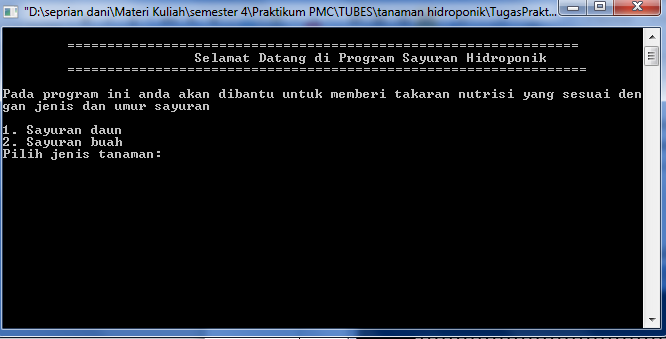 "D:\seprian dani\Materi Kuliah\semester 4\Praktikum PMC\TUBES\tanaman hidroponik\TugasPrakt...
================================================================
Selamat Datang di Program Sayuran Hidroponik
=================================================================
Pada program ini anda akan dibantu untuk memberi takaran nutrisi yang sesuai den
gan jenis dan umur sayuran
1. Sayuran daun
2. Sayuran buah
Pilih jenis tanaman: